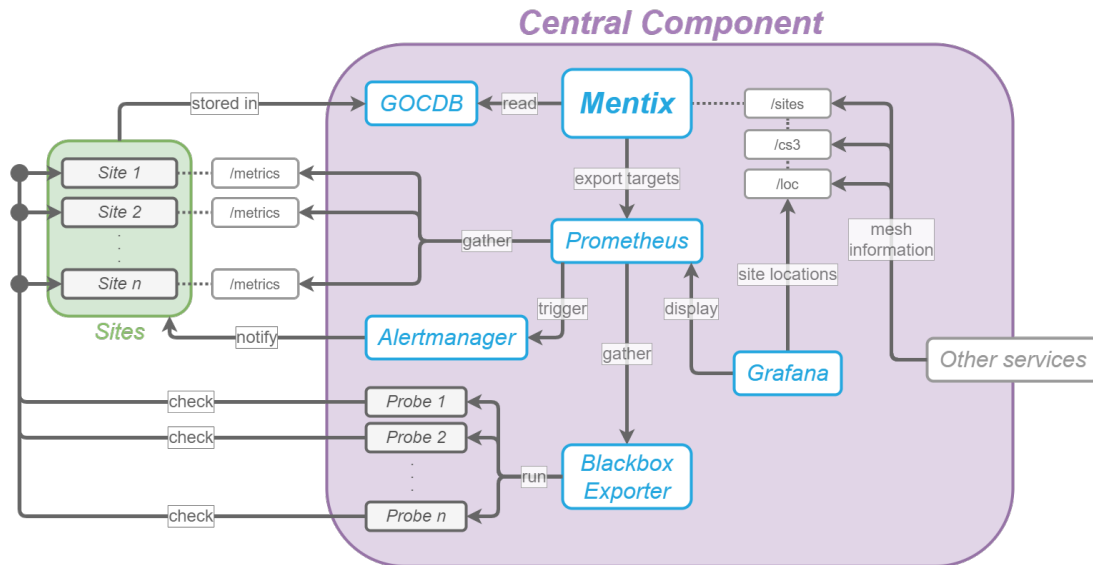 Central Component
stored in
GOCDB
read
Mentix
/sites
/cs3
/loc
Site 1
/metrics
Site 2
/metrics
.
.
.
Site n
/metrics
Sites
export targets
gather
Prometheus
mesh
information
site locations
trigger
display
notify
Alertmanager
gather
Grafana
Other services
check
Probe 1
check
Probe 2
.
.
.
check
Probe n
run
Blackbox
Exporter